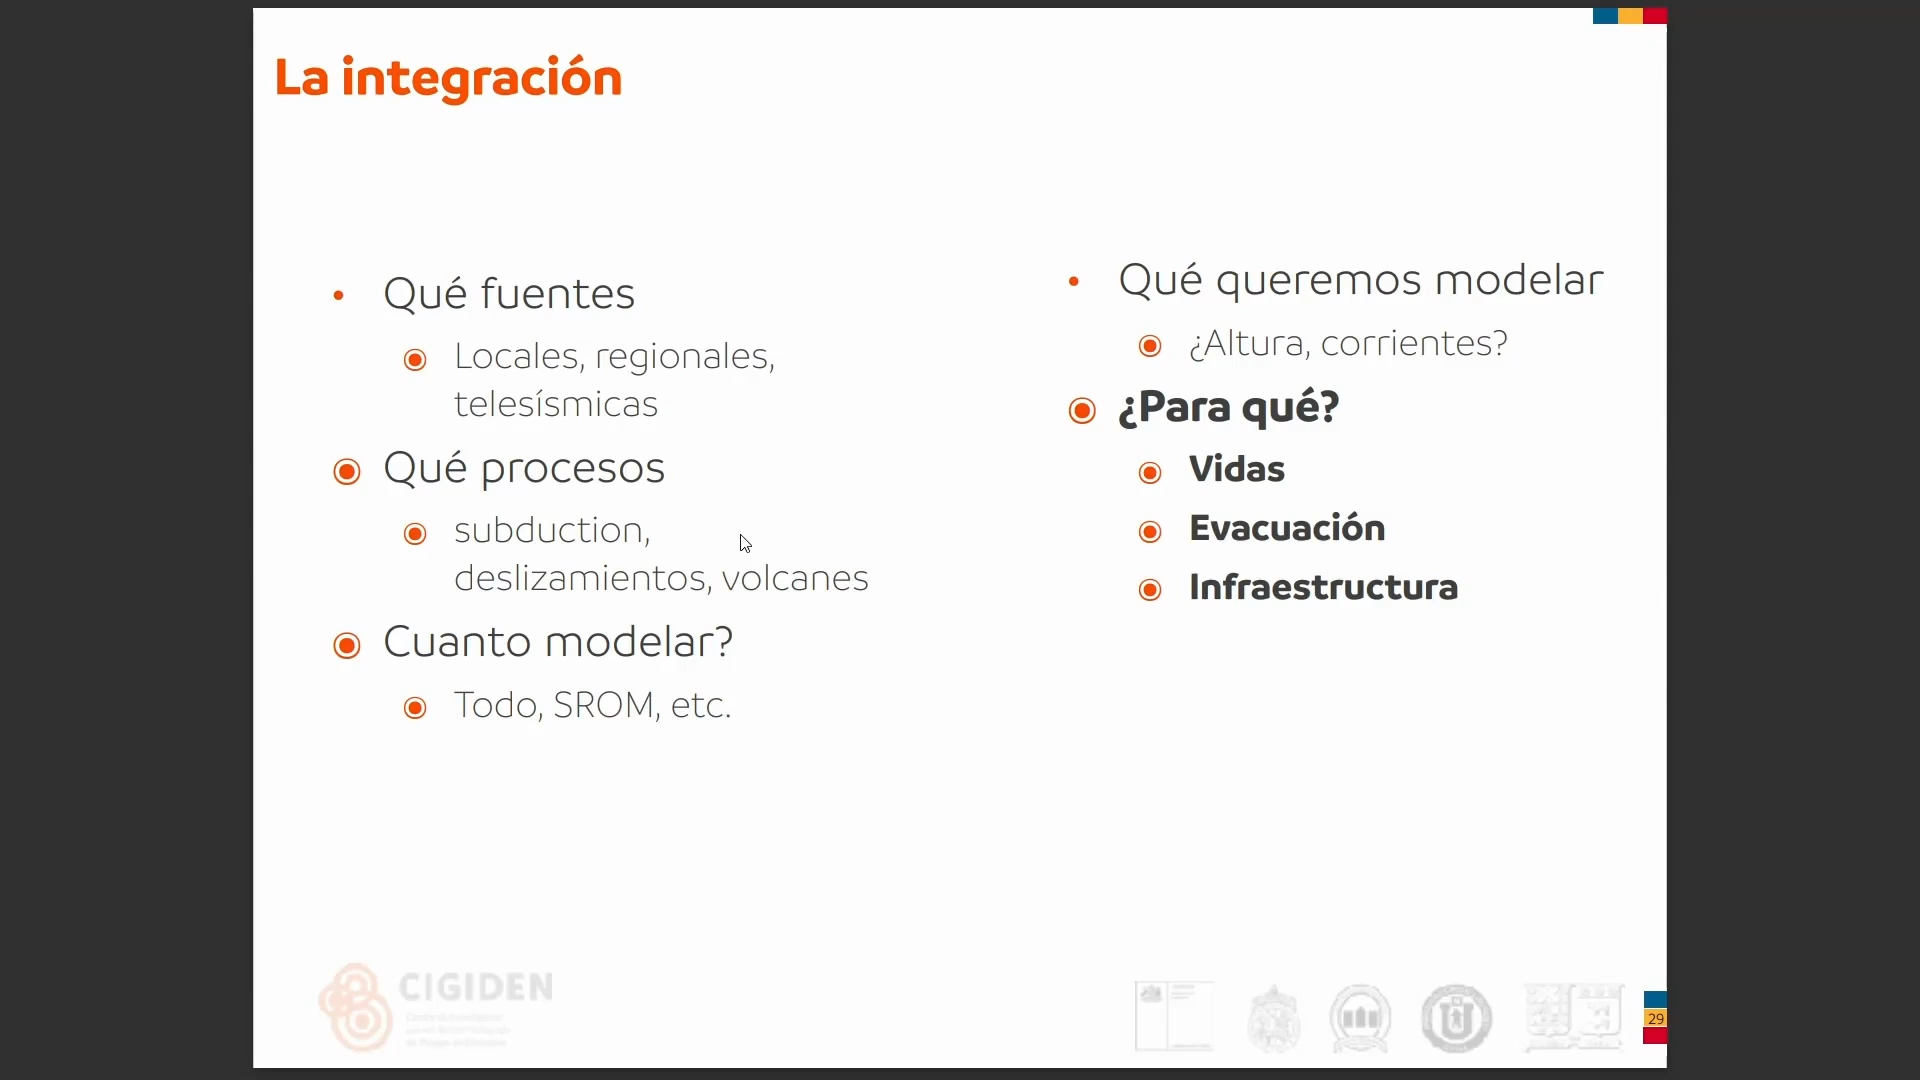 La integración
Qué fuentes
Locales, regionales,
telesísmicas
Qué procesos
subduction,
deslizamientos, volcanes
Cuanto modelar?
Todo, SROM, etc.
Qué queremos modelar
¿Altura, corrientes?
¿Para qué?
Vidas
Evacuación
Infraestructura
CIGIDEN
29